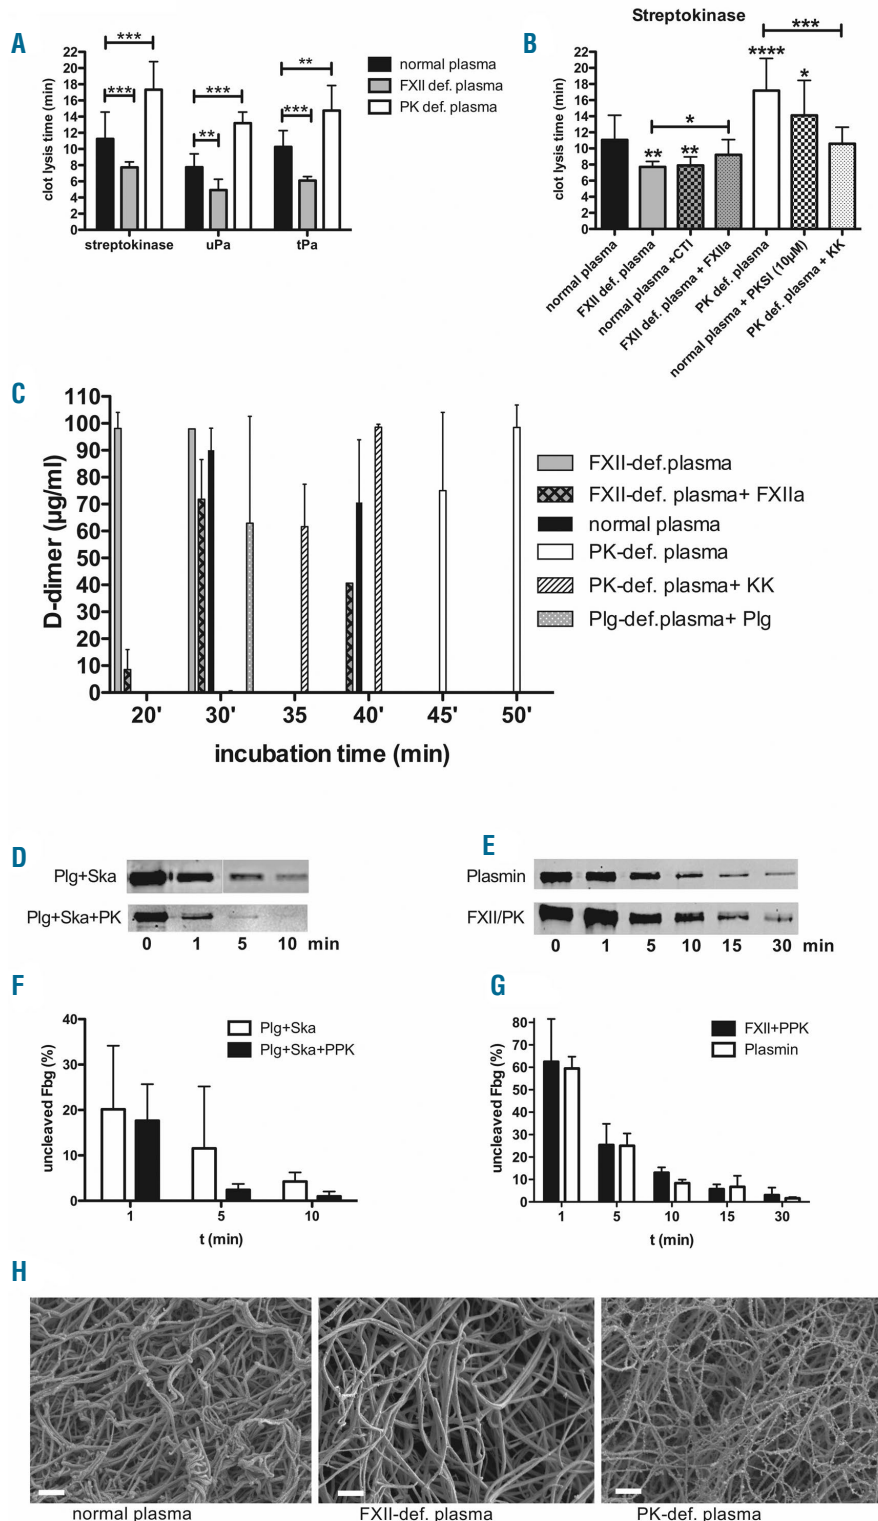 A
clot lysis time (min)
22
20
18
16
14
12
10
8
6
4
2
0
***
***
***
**
**
***
streptokinase
uPa
tPa
normal plasma
FXII def. plasma
PK def. plasma
B
Streptokinase
clot lysis time (min)
22
20
18
16
14
12
10
8
6
4
2
0
***
****
*
*
**
**
normal plasma
FXII def. plasma
normal plasma +CTI
FXII def. plasma + FXIIa
PK def. plasma
normal plasma + PKSI (10µM)
PK def. plasma + KK
C
D-dimer (µg/ml)
110
100
90
80
70
60
50
40
30
20
10
0
20'
30'
35
40'
45'
50'
incubation time (min)
FXII-def.plasma
FXII-def. plasma+ FXIIa
normal plasma
PK-def. plasma
PK-def. plasma+ KK
Plg-def.plasma+ Plg
D
Plg+Ska
Plg+Ska+PK
0 1 5 10 min
E
Plasmin
FXII/PK
0 1 5 10 15 30 min
F
uncleaved Fbg (%)
40
30
20
10
0
Plg+Ska
Plg+Ska+PPK
1 5 10
t (min)
G
uncleaved Fbg (%)
80
70
60
50
40
30
20
10
0
FXII+PPK
Plasmin
1 5 10 15 30
t (min)
H
normal plasma
FXII-def. plasma
PK-def. plasma